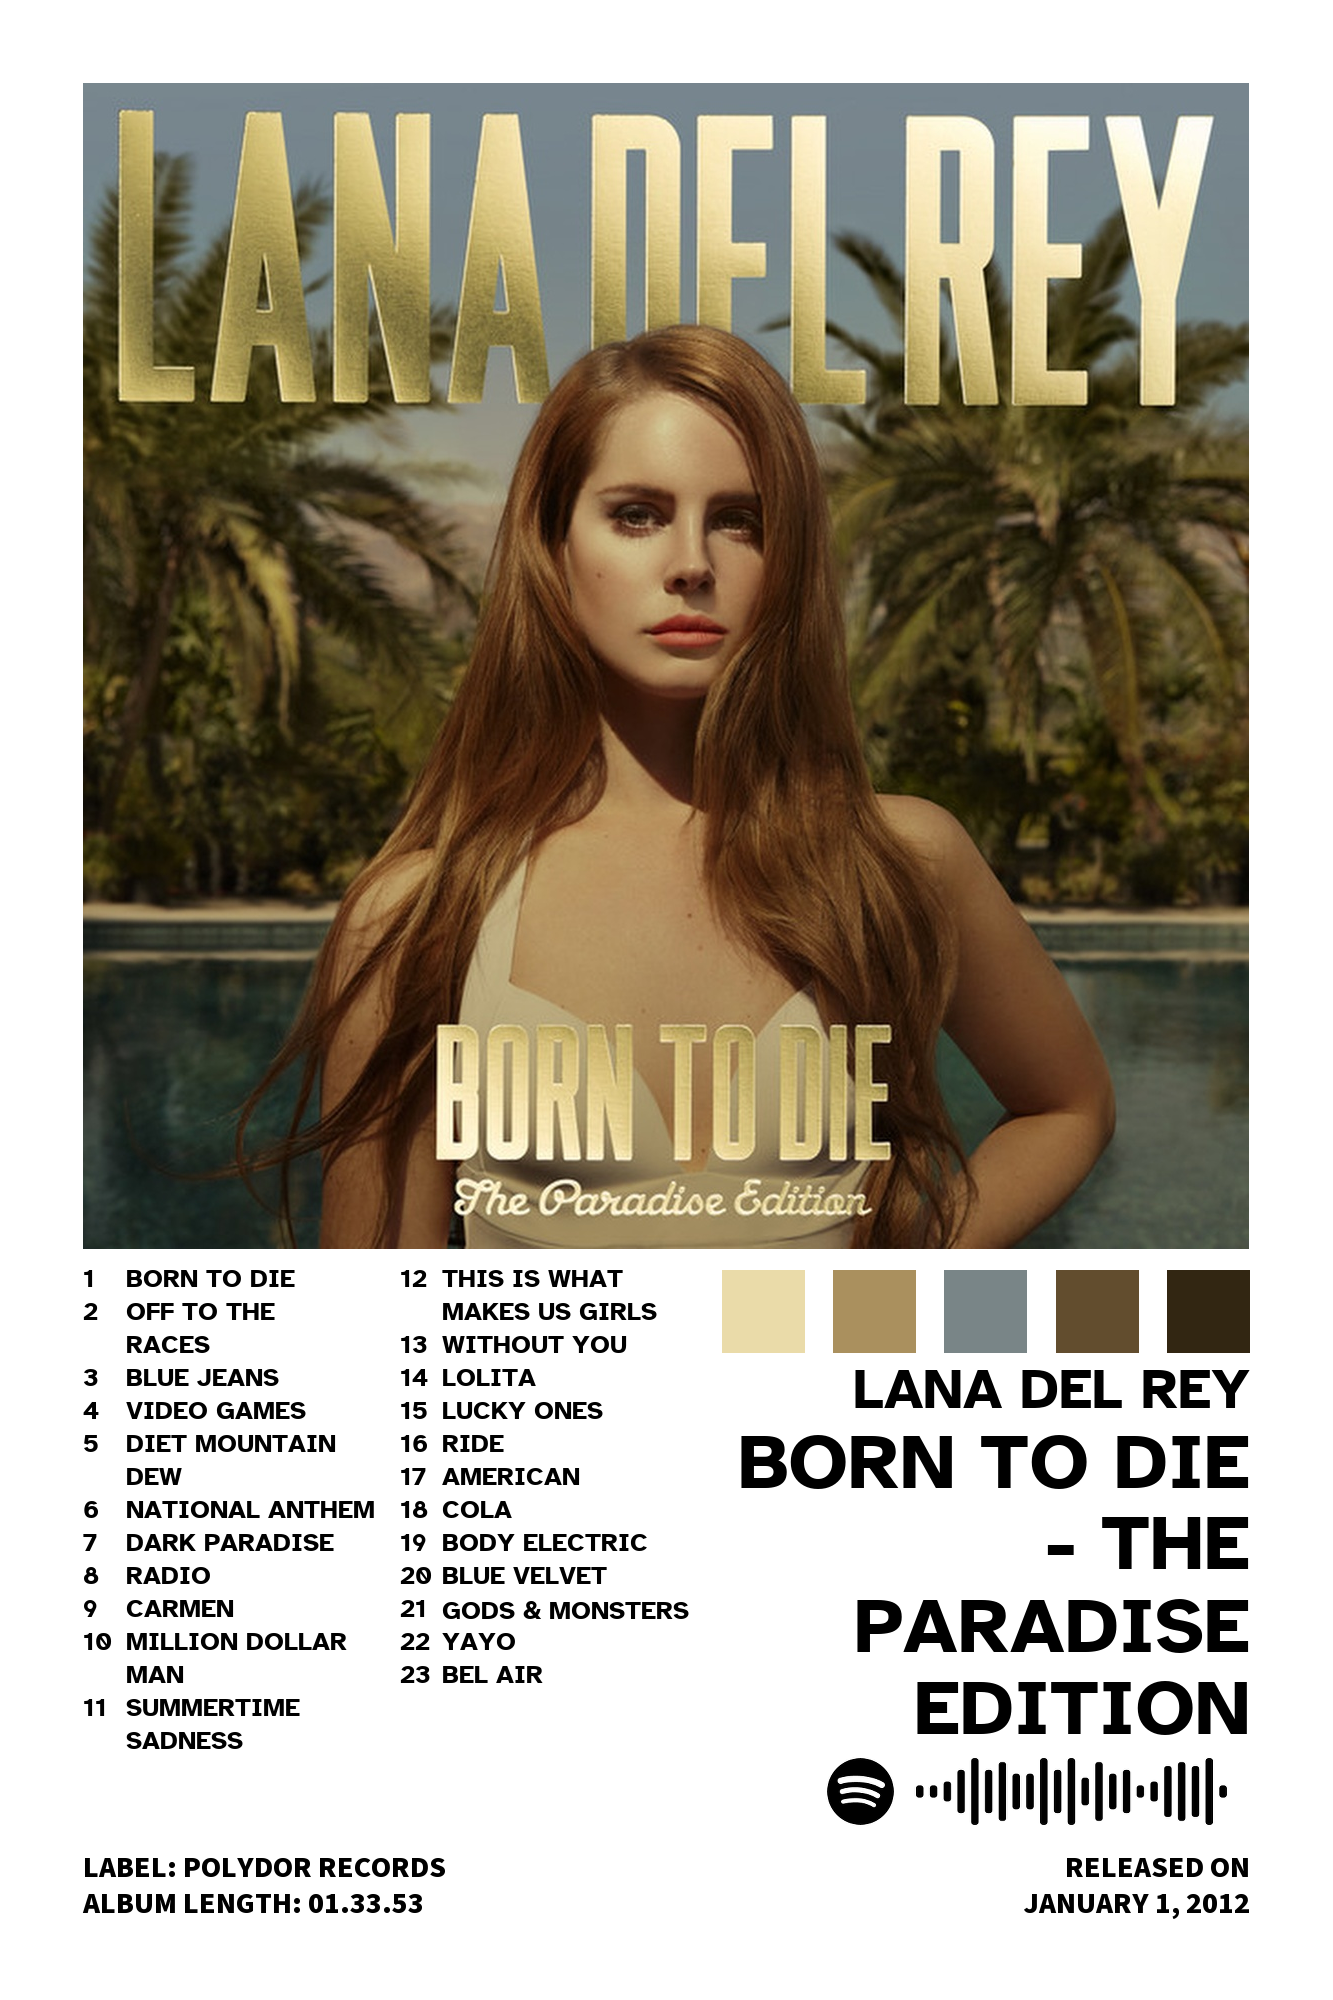 LANA DEL REY
BORN TO DIE
The Paradise Edition
1 BORN TO DIE
2 OFF TO THE
RACES
3 BLUE JEANS
4 VIDEO GAMES
5 DIET MOUNTAIN
DEW
6 NATIONAL ANTHEM
7 DARK PARADISE
8 RADIO
9 CARMEN
10 MILLION DOLLAR
MAN
11 SUMMERTIME
SADNESS
12 THIS IS WHAT
MAKES US GIRLS
13 WITHOUT YOU
14 LOLITA
15 LUCKY ONES
16 RIDE
17 AMERICAN
18 COLA
19 BODY ELECTRIC
20 BLUE VELVET
21 GODS & MONSTERS
22 YAYO
23 BEL AIR
LANA DEL REY
BORN TO DIE
- THE
PARADISE
EDITION
LABEL: POLYDOR RECORDS
ALBUM LENGTH: 01.33.53
RELEASED ON
JANUARY 1, 2012